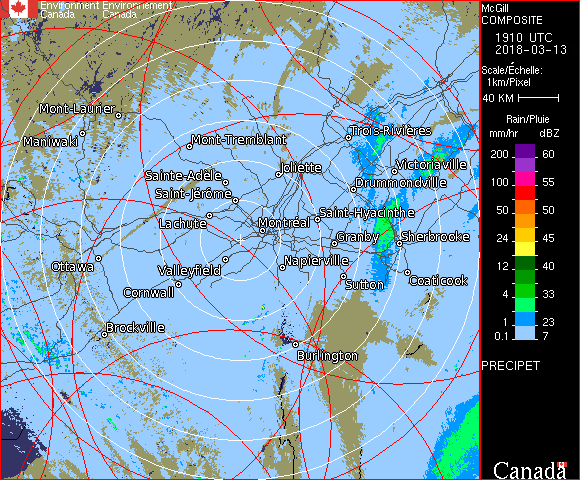 Environment Environnement
Canada Canada
McGill
COMPOSITE
1910 UTC
2018-03-13
Scale/Échelle:
1km/Pixel
40 KM
Rain/Pluie
mm/hr dBZ
200 60
100 55
50 50
24 45
12 40
4 33
1 23
0.1 7
PRECIPET
Canada
Mont-Laurier
Maniwaki
Mont-Tremblant
Trois-Rivières
Sainte-Adèle
Joliette
Victoriaville
Saint-Jérôme
Drummondville
Lachute
Montréal
Saint-Hyacinthe
Granby
Sherbrooke
Ottawa
Valleyfield
Napierville
Cornwall
Sutton
Coaticook
Brockville
Burlington